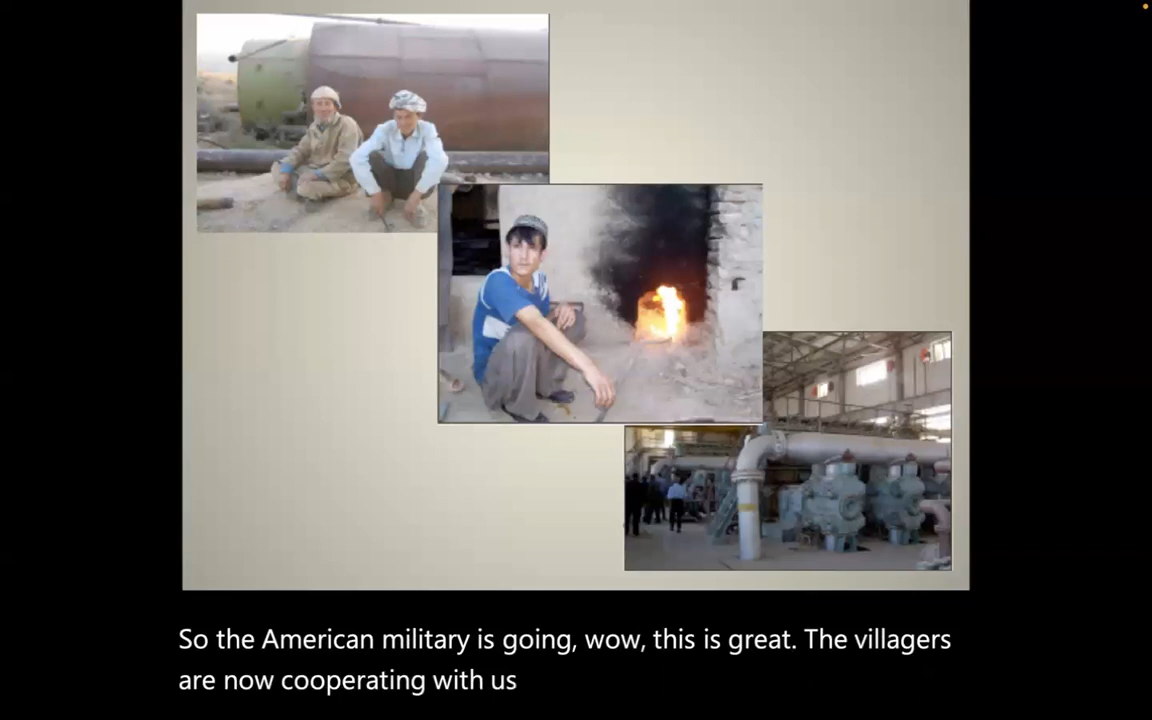 So the American military is going, wow, this is great. The villagers
are now cooperating with us